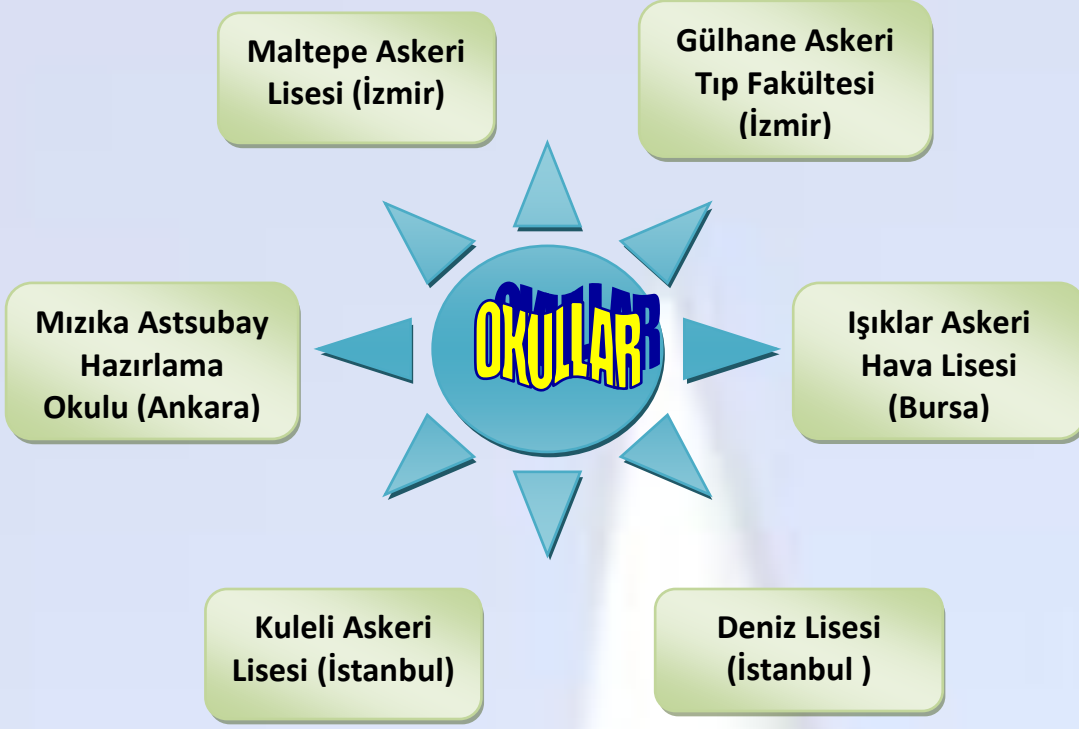 Maltepe Askeri
Lisesi (İzmir)
Gülhane Askeri
Tıp Fakültesi
(İzmir)
Mızıka Astsubay
Hazırlama
Okulu (Ankara)
OKULLAR
Işıklar Askeri
Hava Lisesi
(Bursa)
Kuleli Askeri
Lisesi (İstanbul)
Deniz Lisesi
(İstanbul )